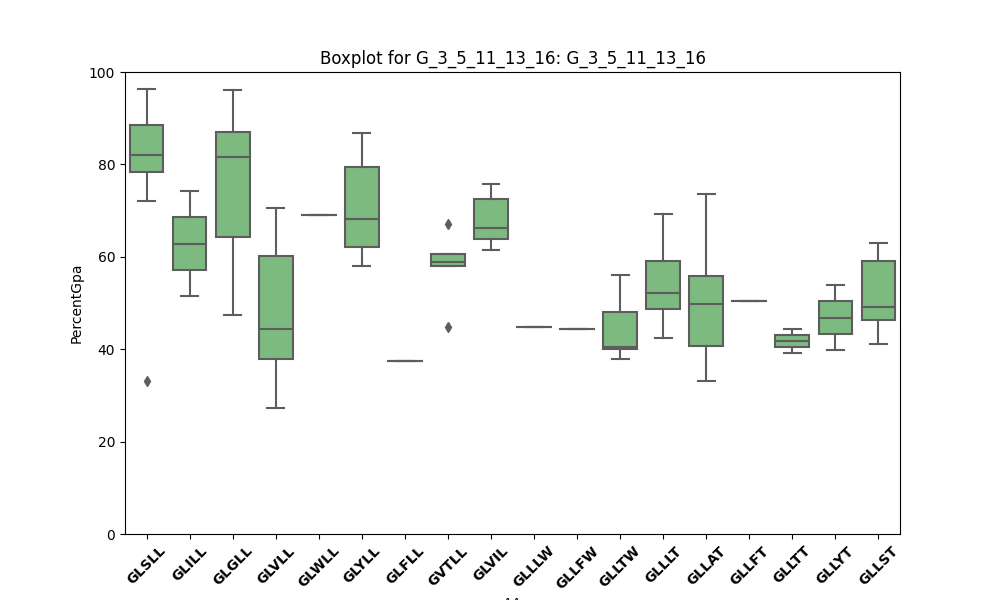 Boxplot for G_3_5_11_13_16: G_3_5_11_13_16
PercentGpa
100
80
60
40
20
0
GLSLL
GLILL
GLGLL
GLVLL
GLWLL
GLYLL
GLFLL
GVTLL
GLVIL
GLLLW
GLLFW
GLLTW
GLLLT
GLLAT
GLLFT
GLLTT
GLLYT
GLLST